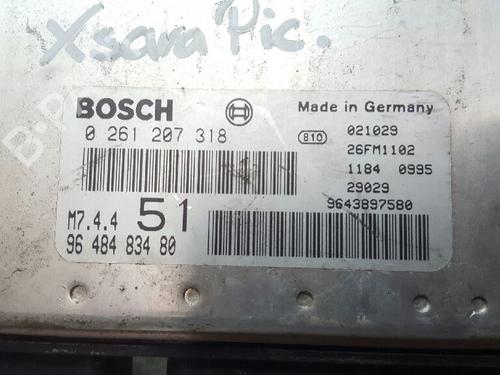 Xsara Pic.
BOSCH
Made in Germany
0 261 207 318
810
021029
26FM1102
1184 0995
29029
9643897580
M7.4.4 51
96 484 834 80